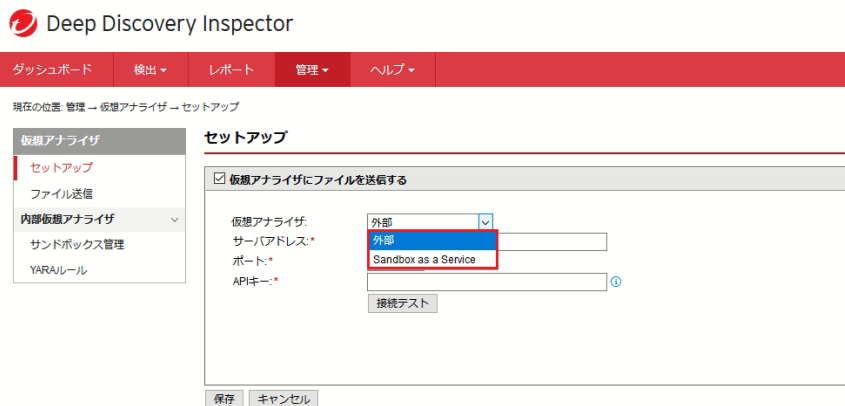 Deep Discovery Inspector
ダッシュボード 検出 レポート 管理 ヘルプ
現在の位置: 管理 → 仮想アナライザ → セットアップ
仮想アナライザ
セットアップ
ファイル送信
内部仮想アナライザ
サンドボックス管理
YARAルール
セットアップ
仮想アナライザにファイルを送信する
仮想アナライザ: 外部
外部
Sandbox as a Service
サーバアドレス:*
ポート:*
APIキー:*
接続テスト
保存 キャンセル